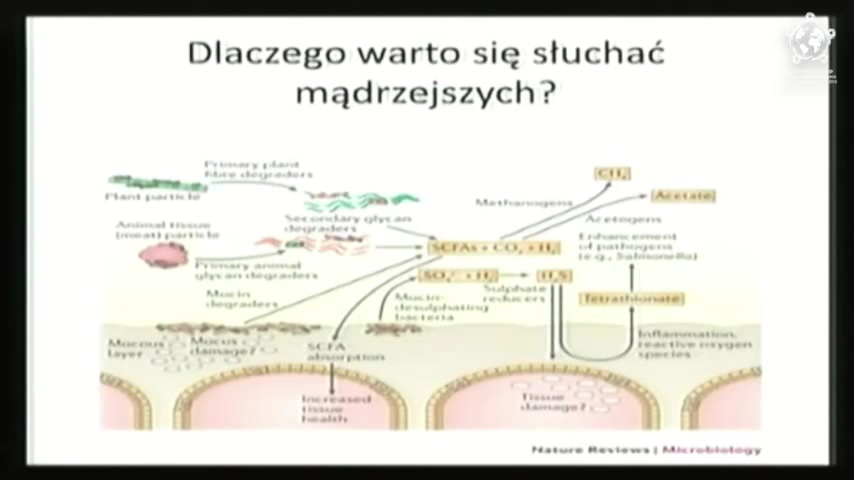 Dlaczego warto się słuchać
mądrzejszych?
Primary plant
fibre degraders
Plant particle
Animal tissue
(meat) particle
Secondary glycan
degraders
Primary animal
glycan degraders
Mucin
degraders
Methanogens
CH₄
Acetate
Acetogens
SCFAs + CO₂ + H₂
SO₄²⁻ + H₂
H₂S
Sulphate
reducers
Mucin-
desulphating
bacteria
Enhancement
of pathogens
(e.g., Salmonella)
Tetrathionate
Inflammation,
reactive oxygen
species
Mucous
layer
Mucus
damage?
SCFA
absorption
Increased
tissue
health
Tissue
damage?
Nature Reviews | Microbiology